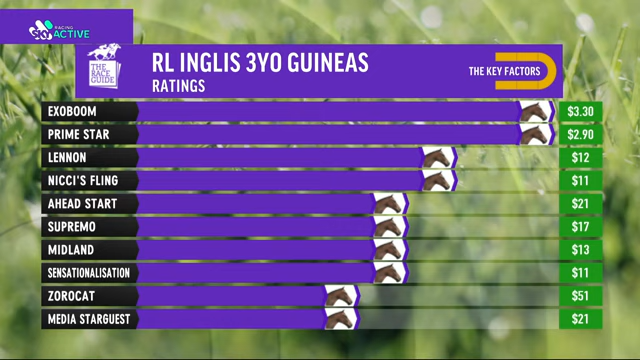 SKY RACING
ACTIVE
THE
RACE
GUIDE
RL INGLIS 3YO GUINEAS
RATINGS
THE KEY FACTORS
EXOBOOM $3.30
PRIME STAR $2.90
LENNON $12
NICCI'S FLING $11
AHEAD START $21
SUPREMO $17
MIDLAND $13
SENSATIONALISATION $11
ZOROCAT $51
MEDIA STARGUEST $21